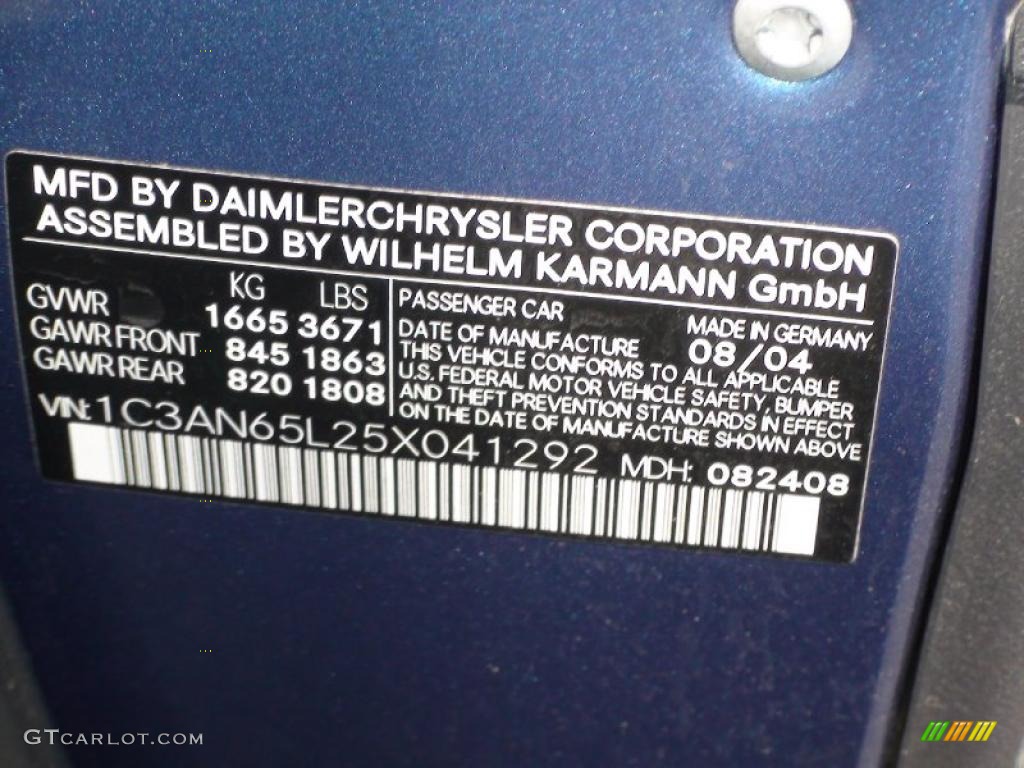 MFD BY DAIMLERCHRYSLER CORPORATION
ASSEMBLED BY WILHELM KARMANN GmbH
KG LBS
GVWR 1665 3671
GAWR FRONT 845 1863
GAWR REAR 820 1808
PASSENGER CAR MADE IN GERMANY
DATE OF MANUFACTURE 08/04
THIS VEHICLE CONFORMS TO ALL APPLICABLE
U.S. FEDERAL MOTOR VEHICLE SAFETY, BUMPER
AND THEFT PREVENTION STANDARDS IN EFFECT
ON THE DATE OF MANUFACTURE SHOWN ABOVE
VIN: 1C3AN65L25X041292 MDH: 082408
GTCARLOT.COM